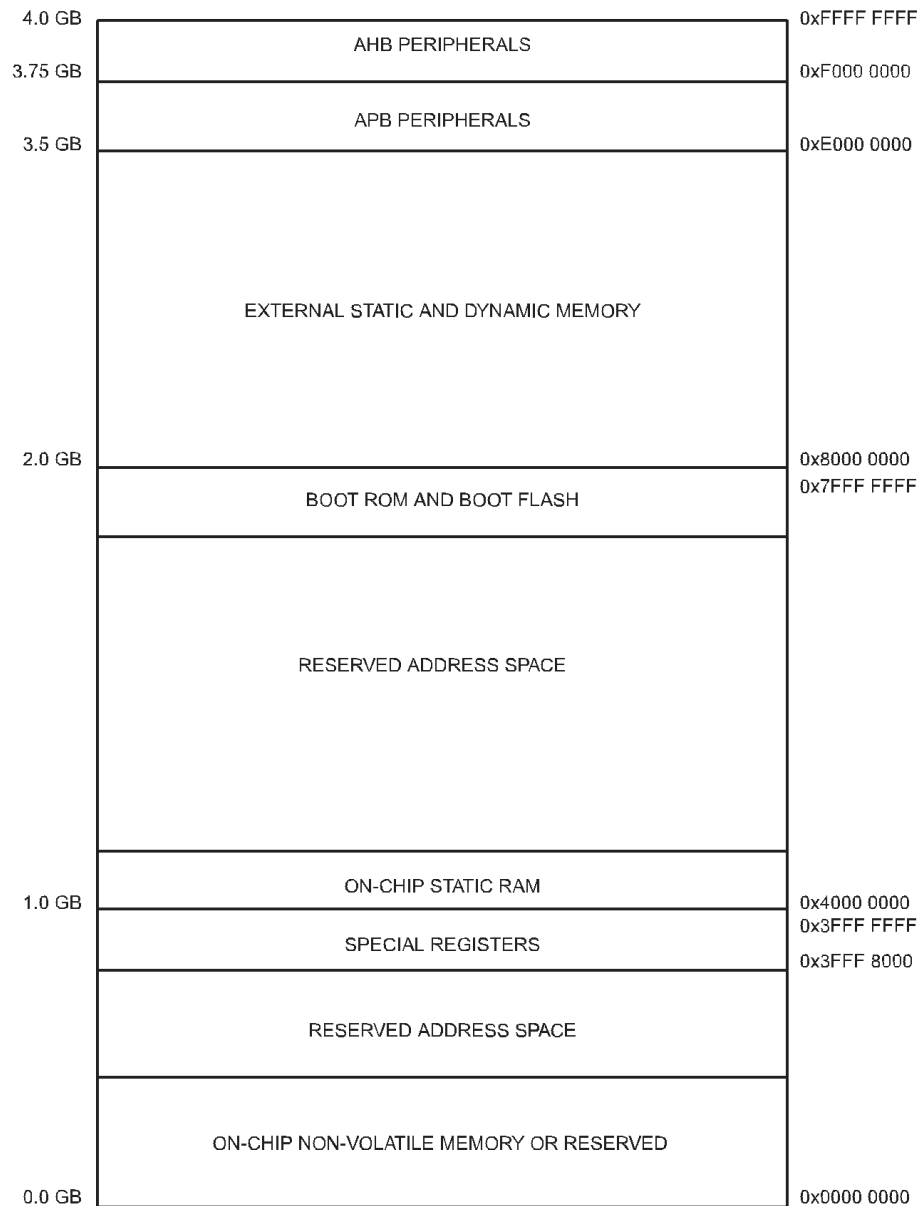 4.0 GB
0xFFFF FFFF
AHB PERIPHERALS
3.75 GB
0xF000 0000
APB PERIPHERALS
3.5 GB
0xE000 0000
EXTERNAL STATIC AND DYNAMIC MEMORY
2.0 GB
0x8000 0000
0x7FFF FFFF
BOOT ROM AND BOOT FLASH
RESERVED ADDRESS SPACE
ON-CHIP STATIC RAM
1.0 GB
0x4000 0000
0x3FFF FFFF
SPECIAL REGISTERS
0x3FFF 8000
RESERVED ADDRESS SPACE
ON-CHIP NON-VOLATILE MEMORY OR RESERVED
0.0 GB
0x0000 0000